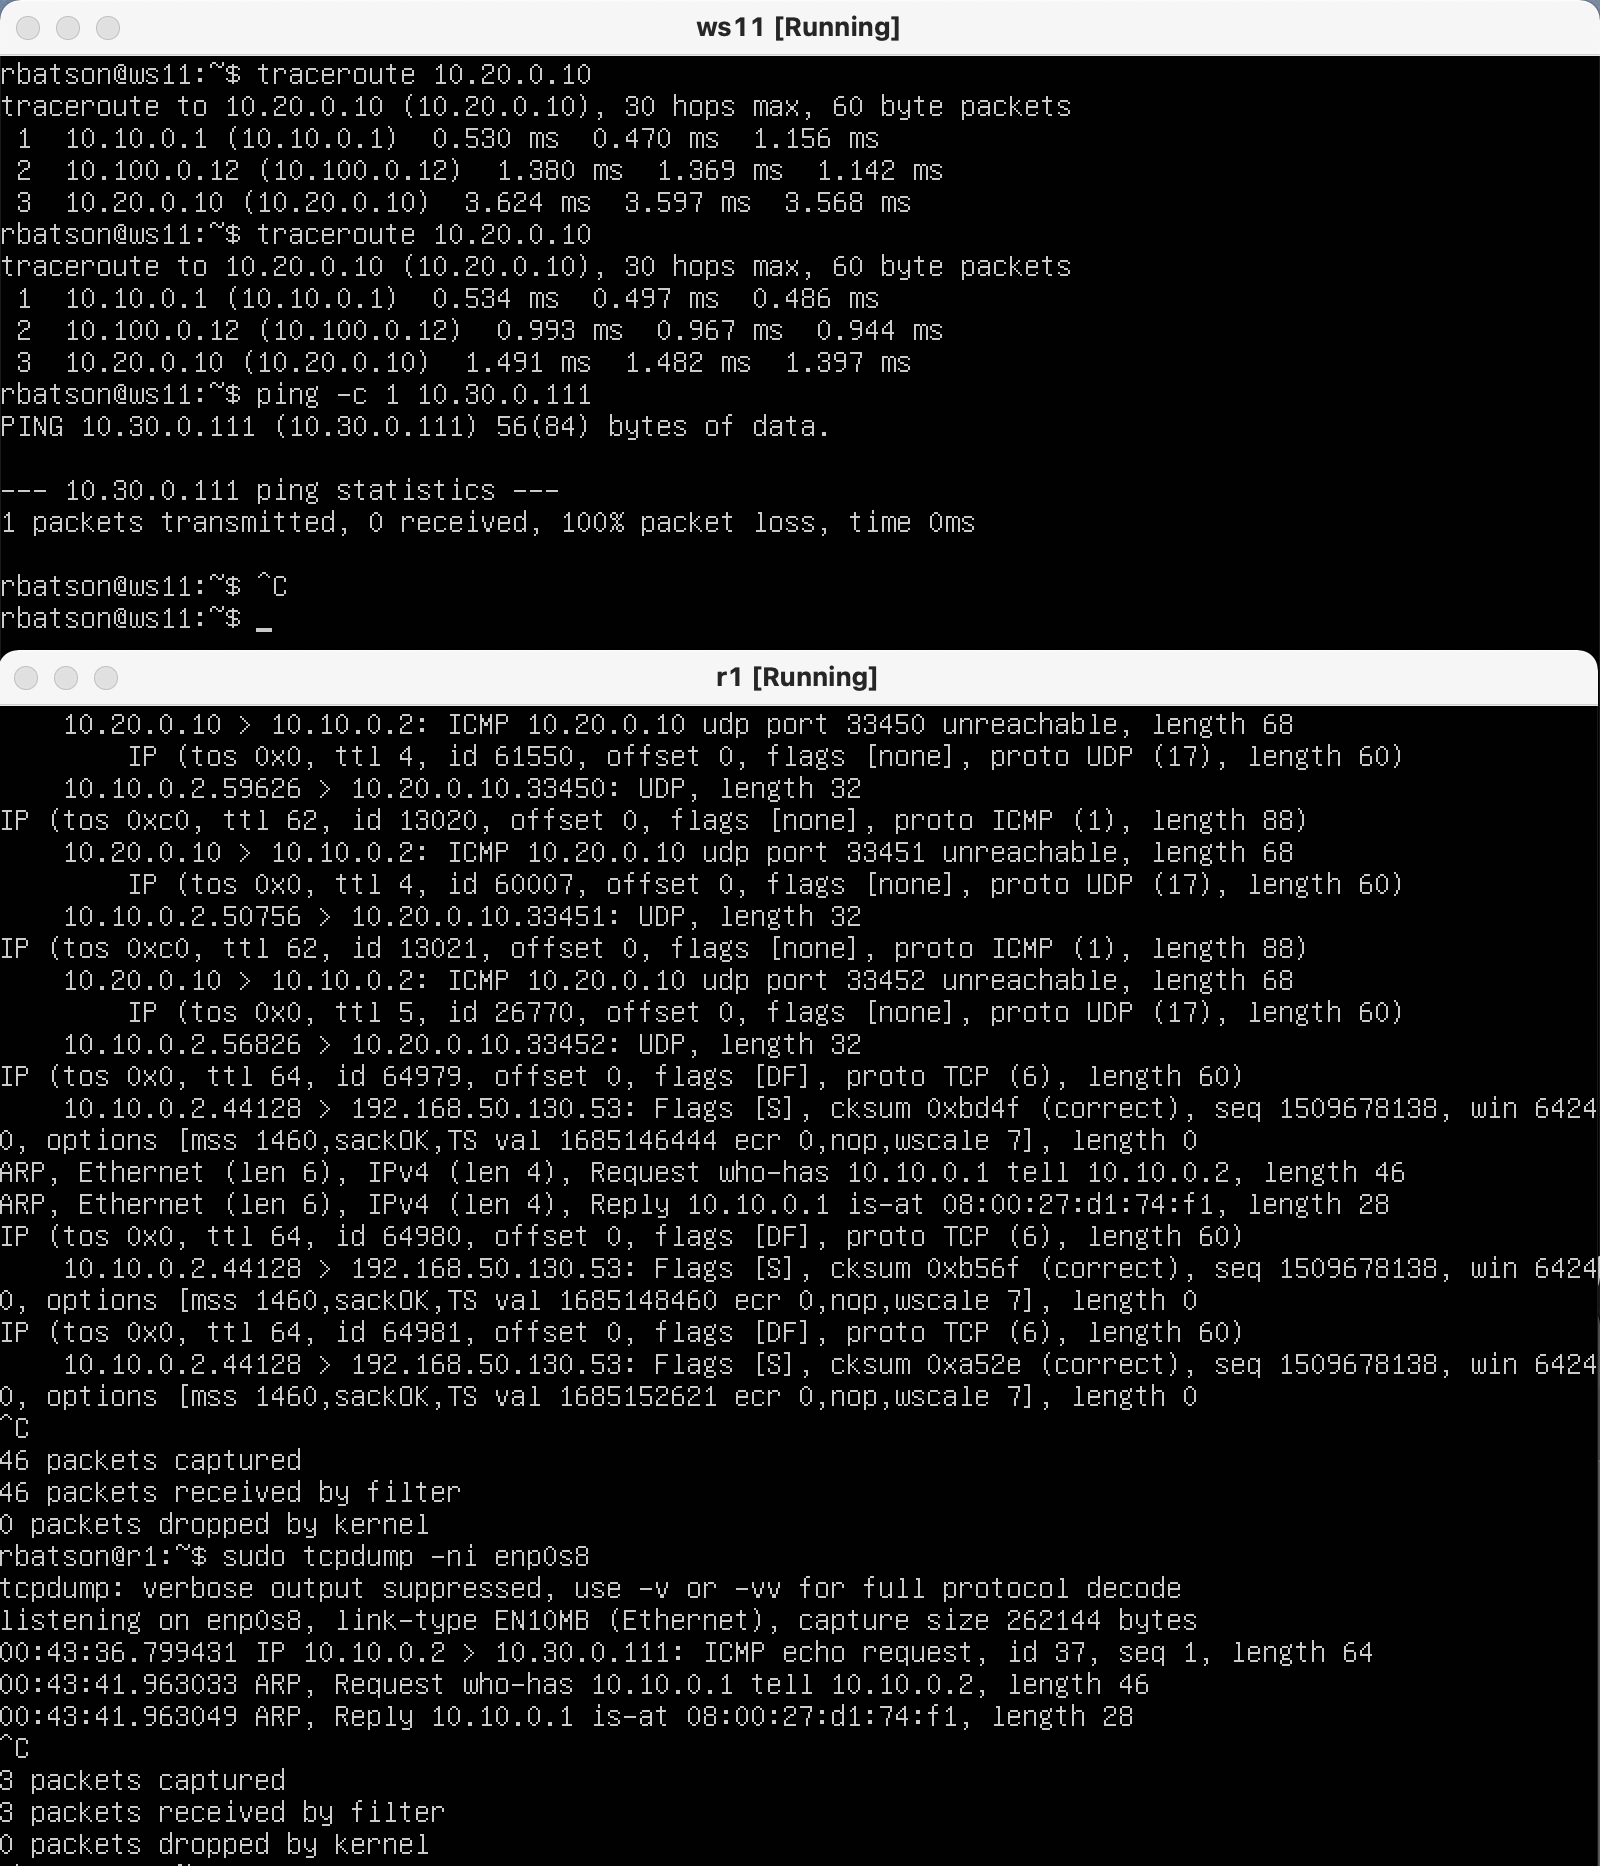 ws11 [Running]
rbatson@ws11:~$ traceroute 10.20.0.10
traceroute to 10.20.0.10 (10.20.0.10), 30 hops max, 60 byte packets
 1  10.10.0.1 (10.10.0.1)  0.530 ms  0.470 ms  1.156 ms
 2  10.100.0.12 (10.100.0.12)  1.380 ms  1.369 ms  1.142 ms
 3  10.20.0.10 (10.20.0.10)  3.624 ms  3.597 ms  3.568 ms
rbatson@ws11:~$ traceroute 10.20.0.10
traceroute to 10.20.0.10 (10.20.0.10), 30 hops max, 60 byte packets
 1  10.10.0.1 (10.10.0.1)  0.534 ms  0.497 ms  0.486 ms
 2  10.100.0.12 (10.100.0.12)  0.993 ms  0.967 ms  0.944 ms
 3  10.20.0.10 (10.20.0.10)  1.491 ms  1.482 ms  1.397 ms
rbatson@ws11:~$ ping -c 1 10.30.0.111
PING 10.30.0.111 (10.30.0.111) 56(84) bytes of data.
--- 10.30.0.111 ping statistics ---
1 packets transmitted, 0 received, 100% packet loss, time 0ms
rbatson@ws11:~$ ^C
rbatson@ws11:~$ _
r1 [Running]
    10.20.0.10 > 10.10.0.2: ICMP 10.20.0.10 udp port 33450 unreachable, length 68
        IP (tos 0x0, ttl 4, id 61550, offset 0, flags [none], proto UDP (17), length 60)
    10.10.0.2.59626 > 10.20.0.10.33450: UDP, length 32
IP (tos 0xc0, ttl 62, id 13020, offset 0, flags [none], proto ICMP (1), length 88)
    10.20.0.10 > 10.10.0.2: ICMP 10.20.0.10 udp port 33451 unreachable, length 68
        IP (tos 0x0, ttl 4, id 60007, offset 0, flags [none], proto UDP (17), length 60)
    10.10.0.2.50756 > 10.20.0.10.33451: UDP, length 32
IP (tos 0xc0, ttl 62, id 13021, offset 0, flags [none], proto ICMP (1), length 88)
    10.20.0.10 > 10.10.0.2: ICMP 10.20.0.10 udp port 33452 unreachable, length 68
        IP (tos 0x0, ttl 5, id 26770, offset 0, flags [none], proto UDP (17), length 60)
    10.10.0.2.56826 > 10.20.0.10.33452: UDP, length 32
IP (tos 0x0, ttl 64, id 64979, offset 0, flags [DF], proto TCP (6), length 60)
    10.10.0.2.44128 > 192.168.50.130.53: Flags [S], cksum 0xbd4f (correct), seq 1509678138, win 6424
0, options [mss 1460,sackOK,TS val 1685146444 ecr 0,nop,wscale 7], length 0
ARP, Ethernet (len 6), IPv4 (len 4), Request who-has 10.10.0.1 tell 10.10.0.2, length 46
ARP, Ethernet (len 6), IPv4 (len 4), Reply 10.10.0.1 is-at 08:00:27:d1:74:f1, length 28
IP (tos 0x0, ttl 64, id 64980, offset 0, flags [DF], proto TCP (6), length 60)
    10.10.0.2.44128 > 192.168.50.130.53: Flags [S], cksum 0xb56f (correct), seq 1509678138, win 6424
0, options [mss 1460,sackOK,TS val 1685148460 ecr 0,nop,wscale 7], length 0
IP (tos 0x0, ttl 64, id 64981, offset 0, flags [DF], proto TCP (6), length 60)
    10.10.0.2.44128 > 192.168.50.130.53: Flags [S], cksum 0xa52e (correct), seq 1509678138, win 6424
0, options [mss 1460,sackOK,TS val 1685152621 ecr 0,nop,wscale 7], length 0
^C
46 packets captured
46 packets received by filter
0 packets dropped by kernel
rbatson@r1:~$ sudo tcpdump -ni enp0s8
tcpdump: verbose output suppressed, use -v or -vv for full protocol decode
listening on enp0s8, link-type EN10MB (Ethernet), capture size 262144 bytes
00:43:36.799431 IP 10.10.0.2 > 10.30.0.111: ICMP echo request, id 37, seq 1, length 64
00:43:41.963033 ARP, Request who-has 10.10.0.1 tell 10.10.0.2, length 46
00:43:41.963049 ARP, Reply 10.10.0.1 is-at 08:00:27:d1:74:f1, length 28
^C
3 packets captured
3 packets received by filter
0 packets dropped by kernel